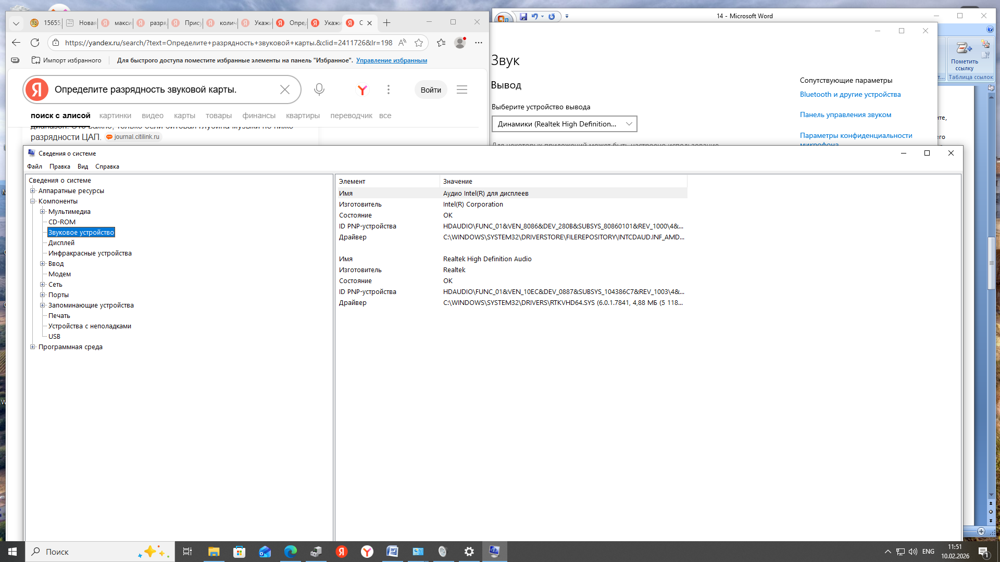 15655
Новая
макси
разря
Прису
колич
Укажи
Опред
Укажи
С
https://yandex.ru/search/?text=Определите+разрядность+звуковой+карты.&clid=2411726&lr=198
Импорт избранного
Для быстрого доступа поместите избранные элементы на панель "Избранное". Управление избранным
Я Определите разрядность звуковой карты.
Войти
поиск с алисой картинки видео карты товары финансы квартиры переводчик все
разрядности ЦАП. journal.citilink.ru
14 - Microsoft Word
Пометить
ссылку
Таблица ссылок
Звук
Вывод
Выберите устройство вывода
Динамики (Realtek High Definition...
Для некоторых приложений может быть настроено использование
Сопутствующие параметры
Bluetooth и другие устройства
Панель управления звуком
Параметры конфиденциальности
микрофона
Сведения о системе
Файл Правка Вид Справка
Сведения о системе
Аппаратные ресурсы
Компоненты
Мультимедиа
CD-ROM
Звуковое устройство
Дисплей
Инфракрасные устройства
Ввод
Модем
Сеть
Порты
Запоминающие устройства
Печать
Устройства с неполадками
USB
Программная среда
Элемент Значение
Имя Аудио Intel(R) для дисплеев
Изготовитель Intel(R) Corporation
Состояние OK
ID PNP-устройства HDAUDIO\FUNC_01&VEN_8086&DEV_280B&SUBSYS_80860101&REV_1000\4&...
Драйвер C:\WINDOWS\SYSTEM32\DRIVERSTORE\FILEREPOSITORY\INTCDAUD.INF_AMD...
Имя Realtek High Definition Audio
Изготовитель Realtek
Состояние OK
ID PNP-устройства HDAUDIO\FUNC_01&VEN_10EC&DEV_0887&SUBSYS_104386C7&REV_1003\4&...
Драйвер C:\WINDOWS\SYSTEM32\DRIVERS\RTKVHD64.SYS (6.0.1.7841, 4,88 МБ (5 118...
Поиск
ENG
11:51
10.02.2026
1